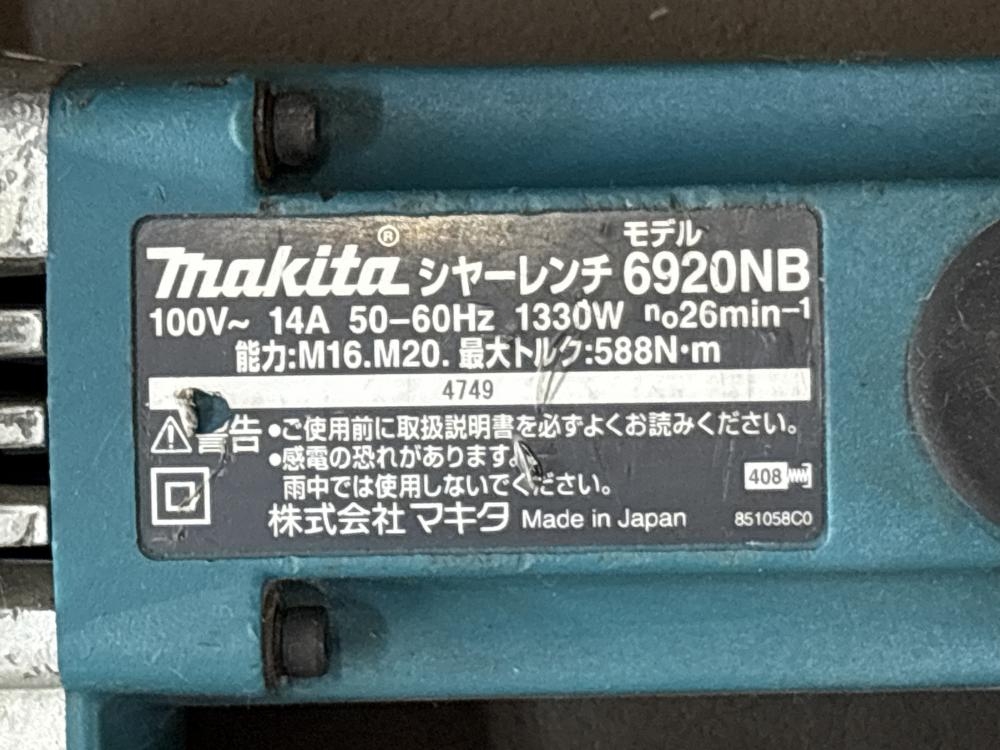 モデル
makita® シヤーレンチ 6920NB
100V~ 14A 50-60Hz 1330W n₀26min⁻¹
能力:M16.M20. 最大トルク:588N・m
4749
⚠警告 ●ご使用前に取扱説明書を必ずよくお読みください。
●感電の恐れがあります。
雨中では使用しないでください。
408
株式会社 マキタ Made in Japan 851058C0